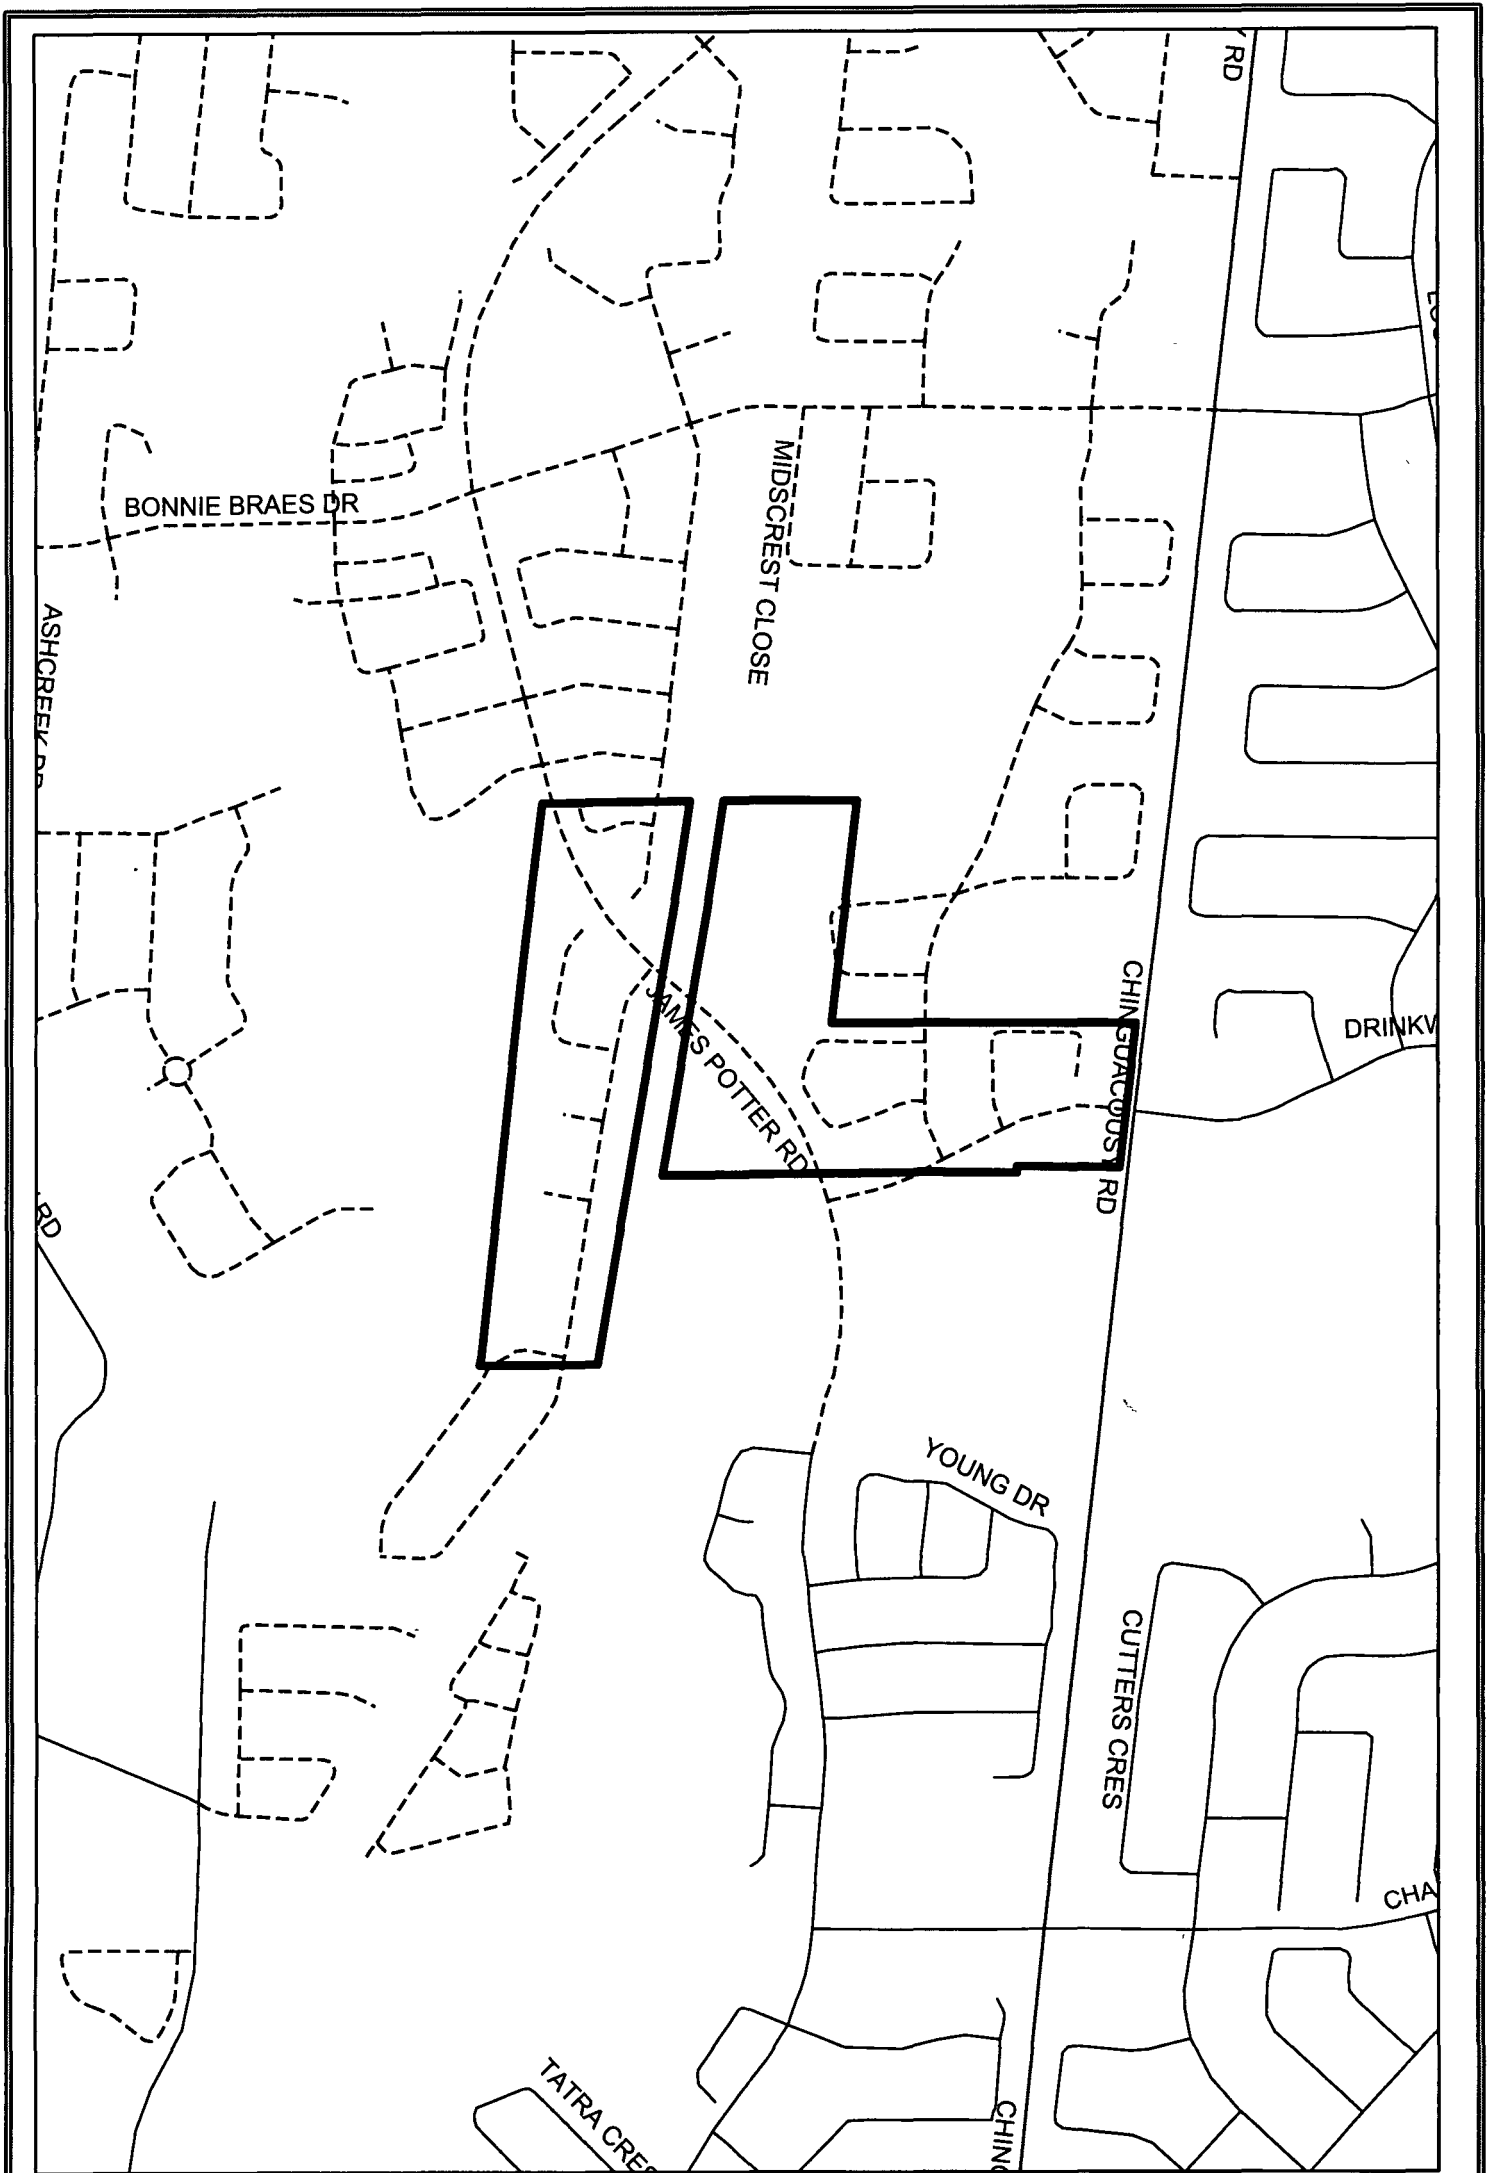 RD
MIDSCREST CLOSE
BONNIE BRAES DR
ASHCREEK DR
CHINGUACOUSY RD
JAMES POTTER RD
DRINKW
RD
YOUNG DR
CUTTERS CRES
CHA
TATRA CRES
CHING